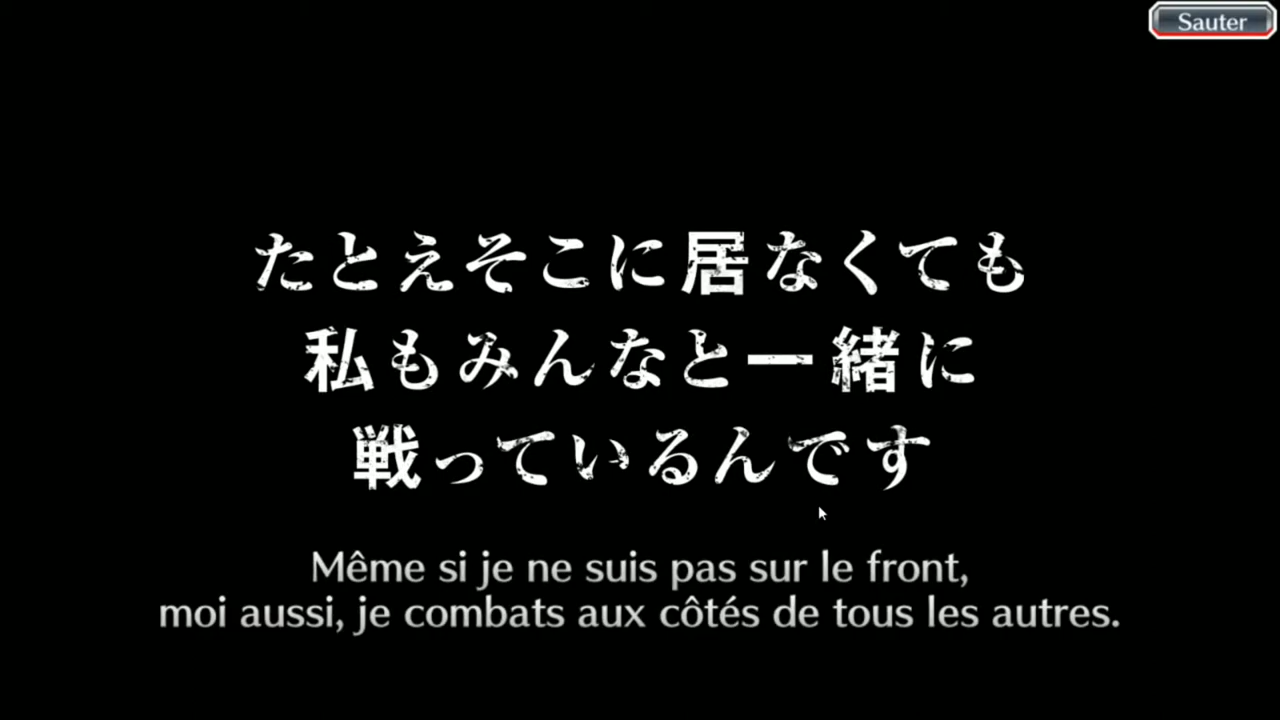 Sauter
たとえそこに居なくても
私もみんなと一緒に
戦っているんです
Même si je ne suis pas sur le front,
moi aussi, je combats aux côtés de tous les autres.